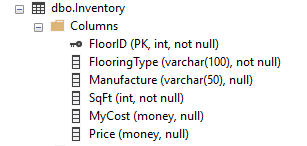 dbo.Inventory
Columns
FloorID (PK, int, not null)
FlooringType (varchar(100), not null)
Manufacture (varchar(50), null)
SqFt (int, not null)
MyCost (money, null)
Price (money, null)